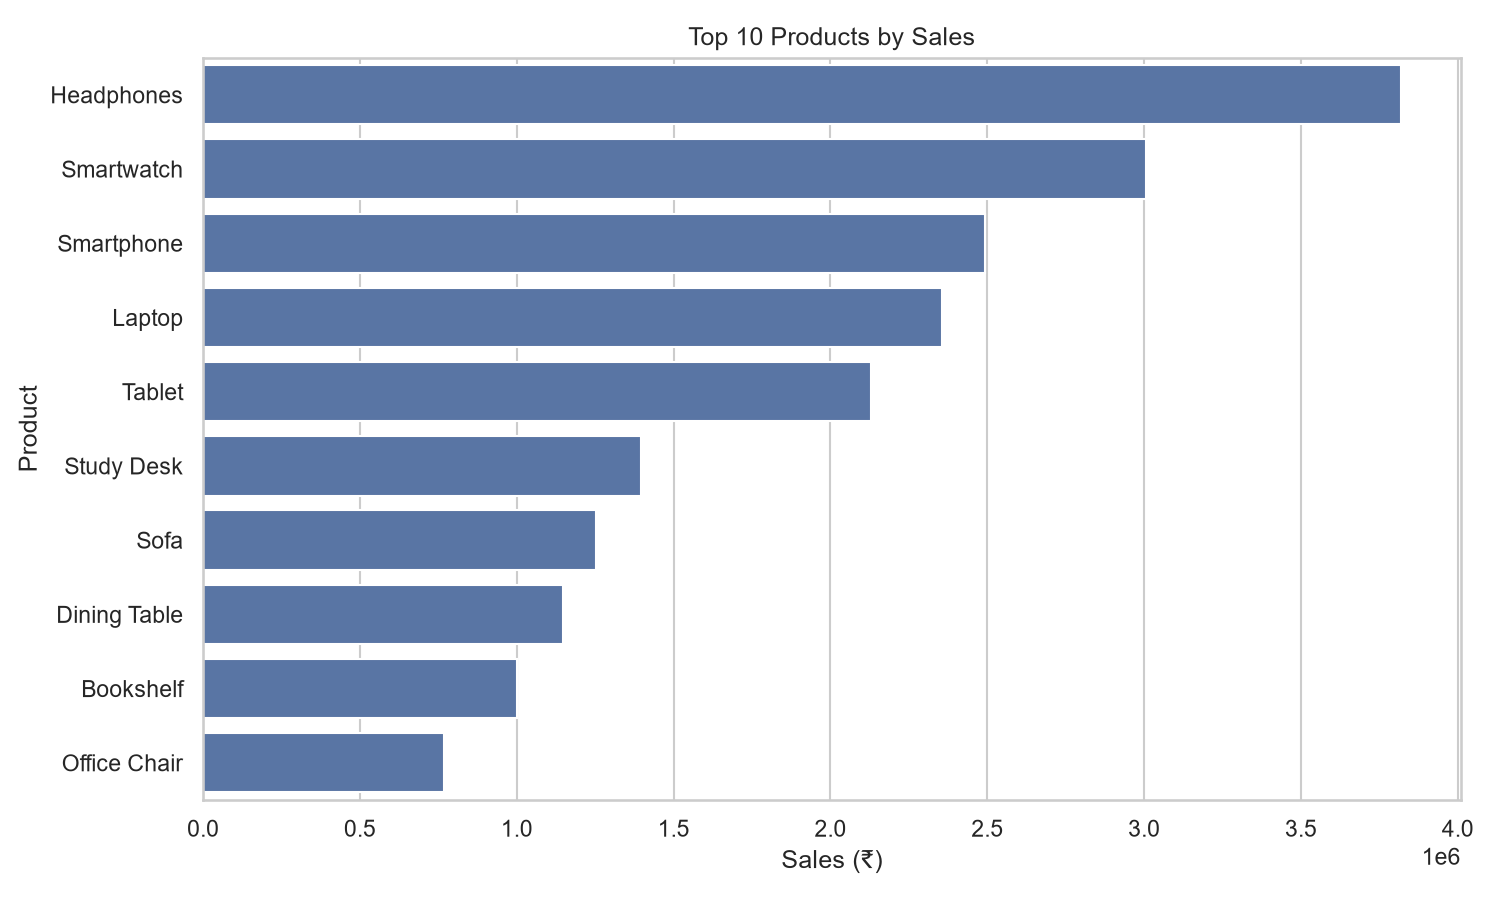 Top 10 Products by Sales
Headphones
Smartwatch
Smartphone
Laptop
Tablet
Study Desk
Sofa
Dining Table
Bookshelf
Office Chair
Product
0.0 0.5 1.0 1.5 2.0 2.5 3.0 3.5 4.0
1e6
Sales (₹)